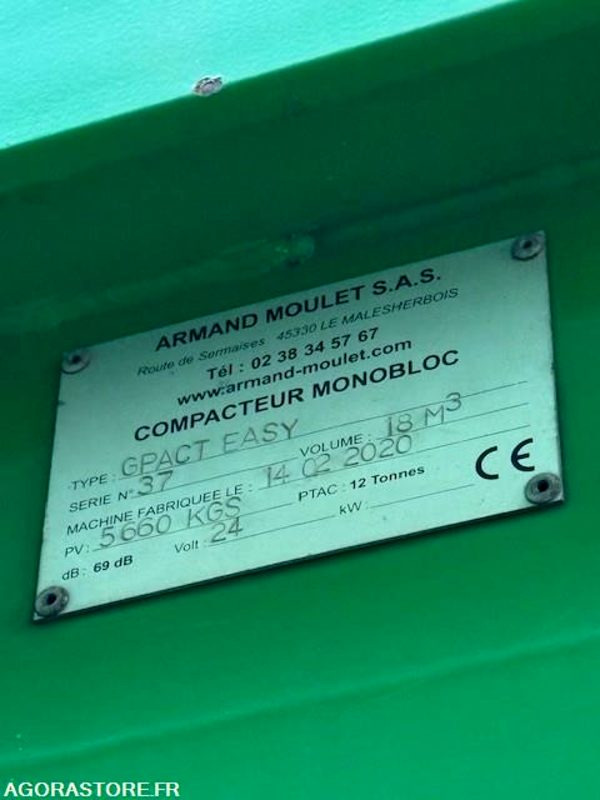 ARMAND MOULET S.A.S.
Route de Sermaises 45330 LE MALESHERBOIS
Tél : 02 38 34 57 67
www.armand-moulet.com
COMPACTEUR MONOBLOC
TYPE : GPACT EASY
SERIE N° 37 VOLUME : 18 M3
MACHINE FABRIQUEE LE : 14 02 2020
PV : 5660 KGS PTAC : 12 Tonnes CE
dB : 69 dB Volt : 24 kW :
AGORASTORE.FR